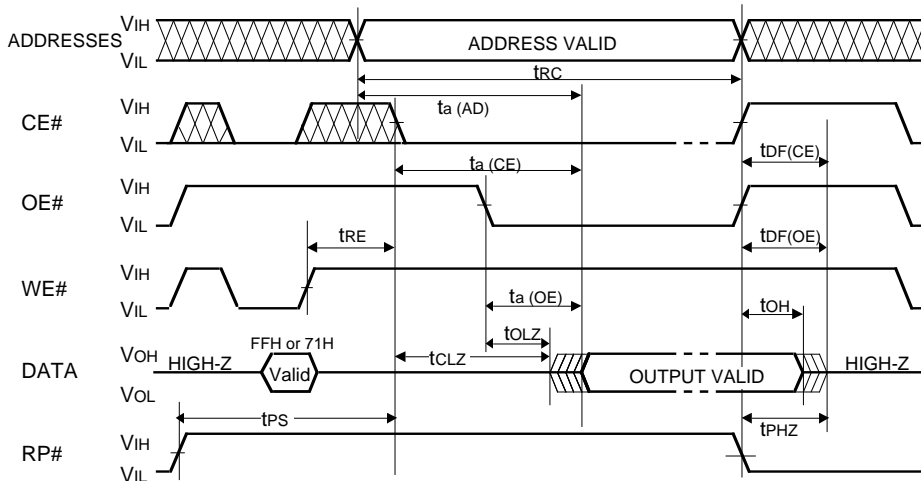 ADDRESSES VIH VIL ADDRESS VALID
tRC
ta (AD)
CE# VIH VIL
ta (CE) tDF(CE)
OE# VIH VIL
tRE tDF(OE)
WE# VIH VIL
ta (OE) tOH
tOLZ
FFH or 71H
DATA VOH VOL HIGH-Z Valid tCLZ OUTPUT VALID HIGH-Z
tPS tPHZ
RP# VIH VIL